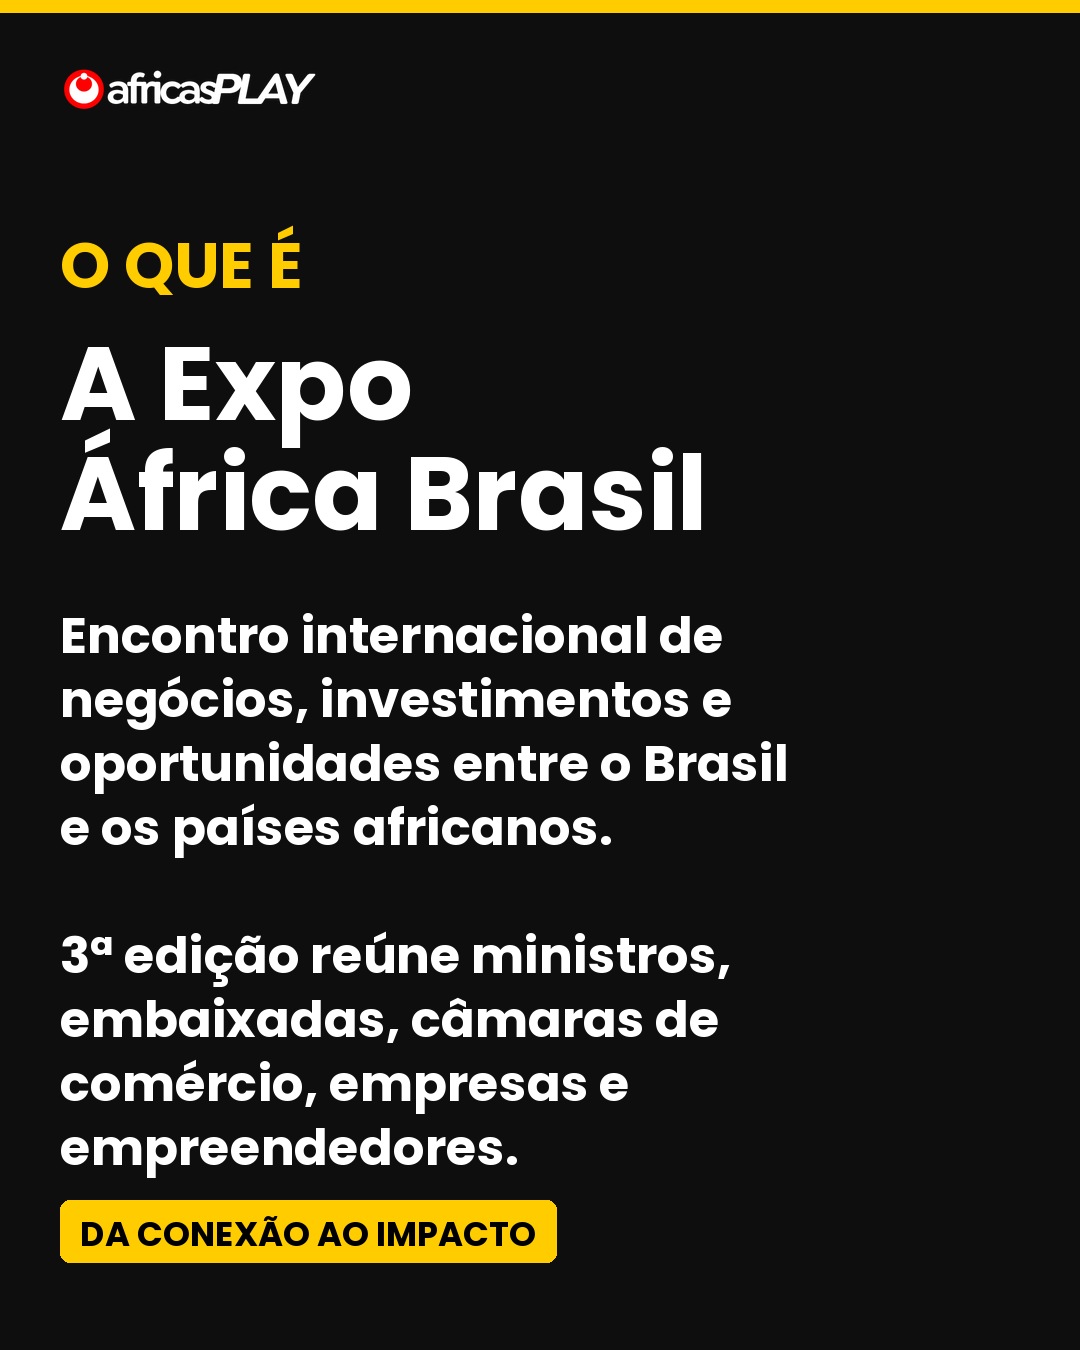 africasPLAY
O QUE É
A Expo
África Brasil
Encontro internacional de
negócios, investimentos e
oportunidades entre o Brasil
e os países africanos.
3ª edição reúne ministros,
embaixadas, câmaras de
comércio, empresas e
empreendedores.
DA CONEXÃO AO IMPACTO